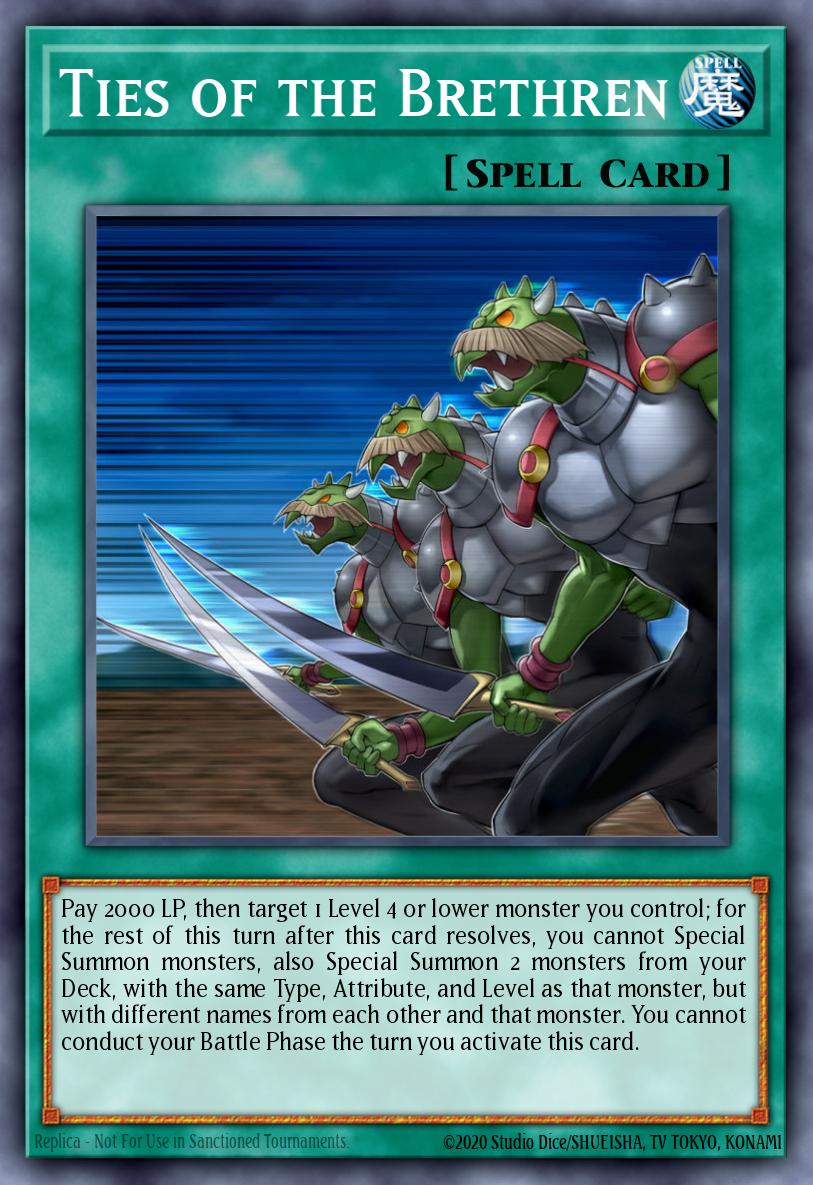 Ties of the Brethren
SPELL
魔
[Spell Card]
Pay 2000 LP, then target 1 Level 4 or lower monster you control; for
the rest of this turn after this card resolves, you cannot Special
Summon monsters, also Special Summon 2 monsters from your
Deck, with the same Type, Attribute, and Level as that monster, but
with different names from each other and that monster. You cannot
conduct your Battle Phase the turn you activate this card.
Replica - Not For Use in Sanctioned Tournaments.
©2020 Studio Dice/SHUEISHA, TV TOKYO, KONAMI